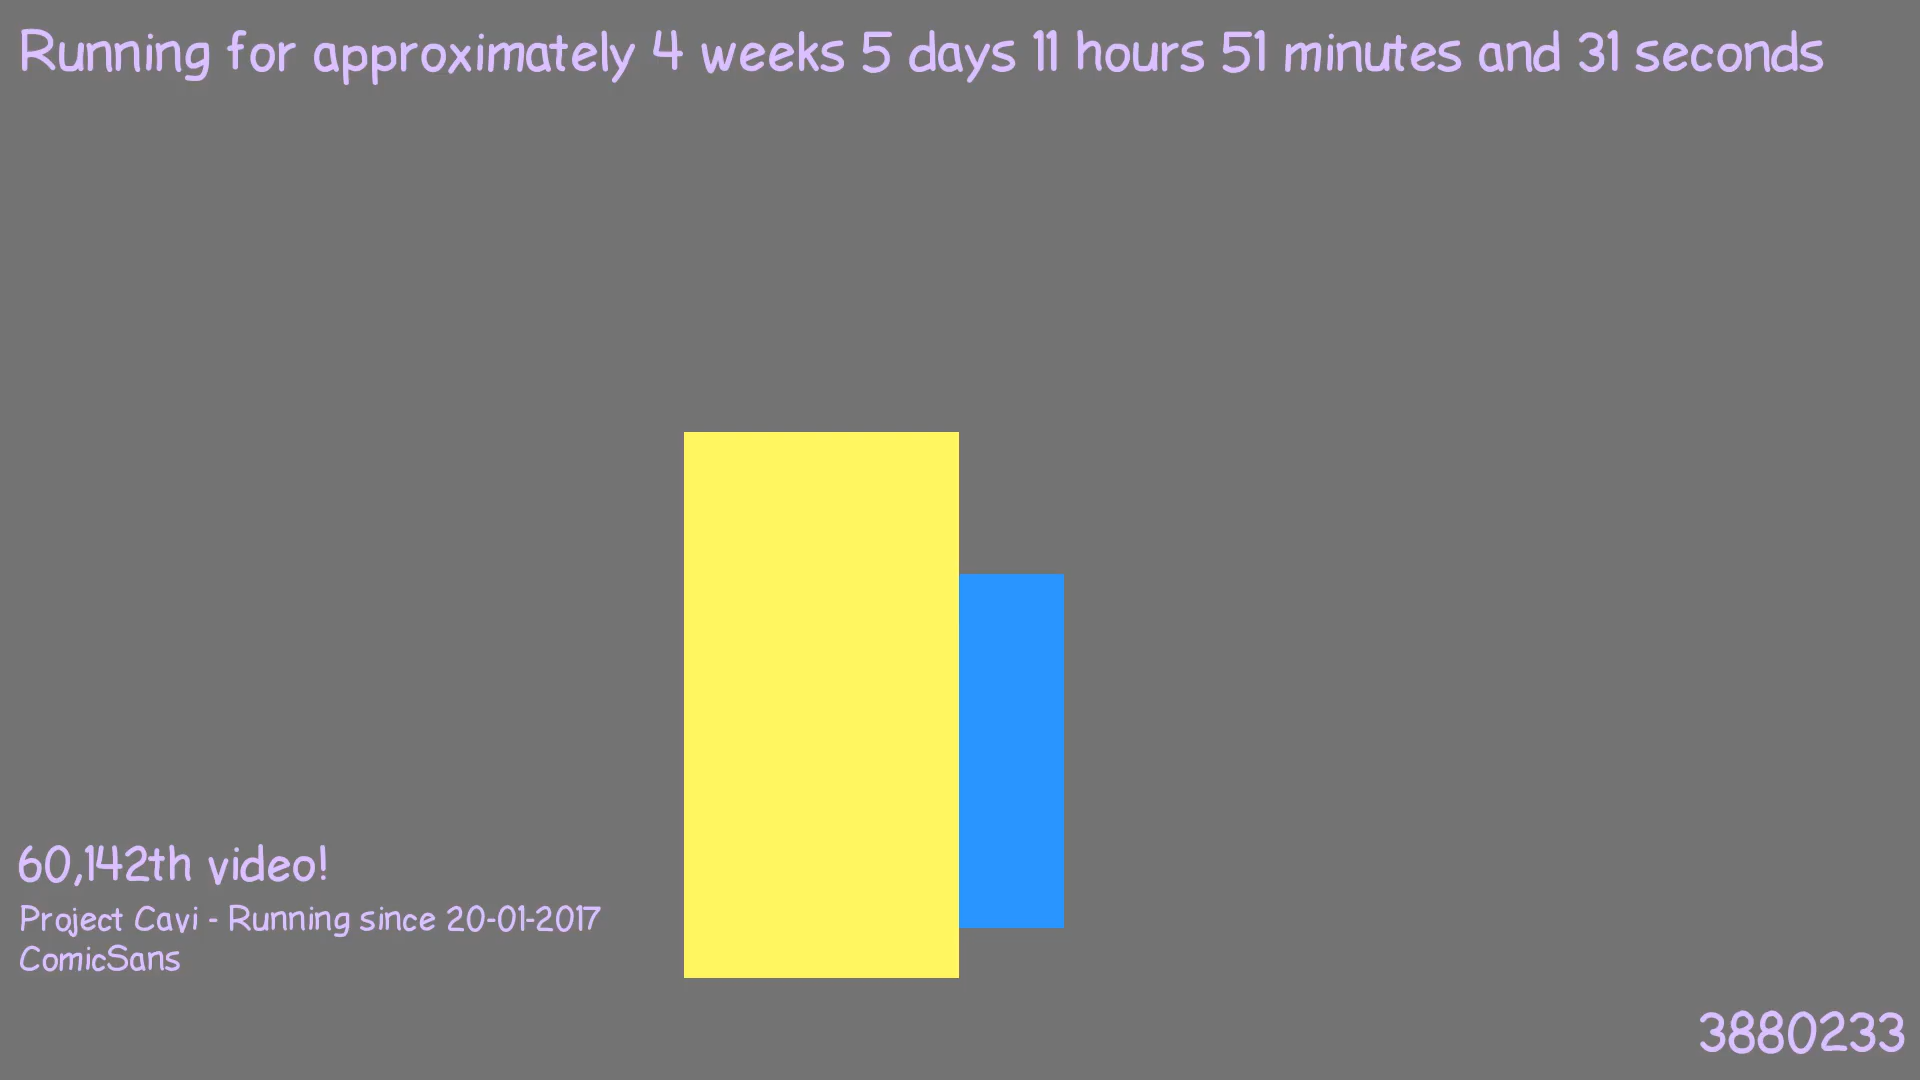 Running for approximately 4 weeks 5 days 11 hours 51 minutes and 31 seconds
60,142th video!
Project Cavi - Running since 20-01-2017
ComicSans
3880233